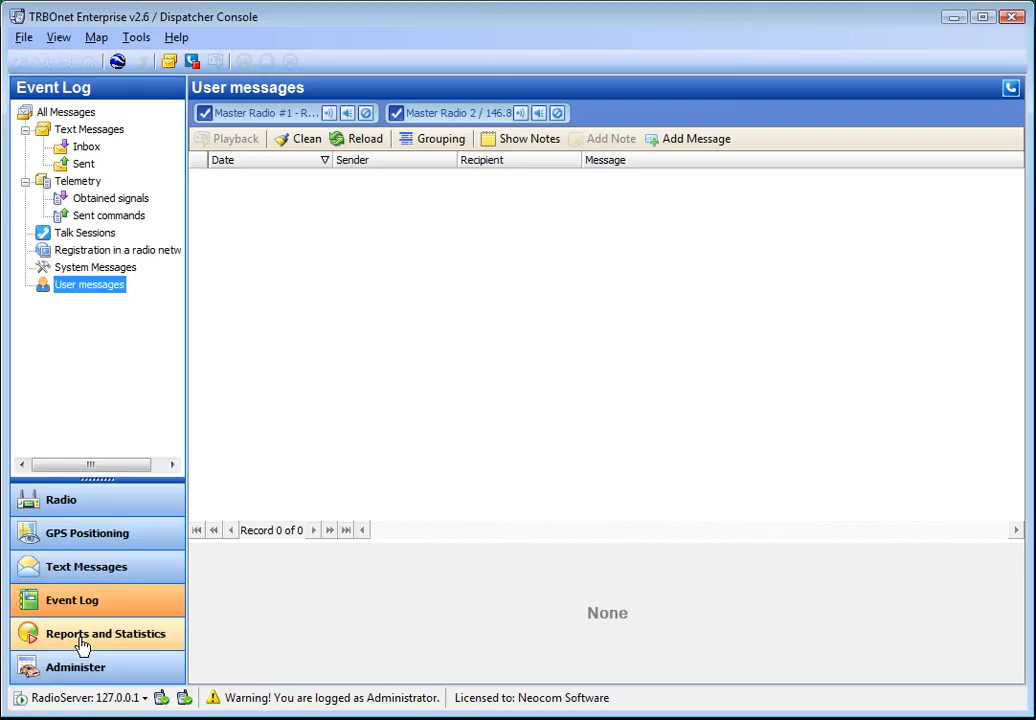 TRBOnet Enterprise v2.6 / Dispatcher Console
File View Map Tools Help
Event Log
User messages
All Messages
Text Messages
Inbox
Sent
Telemetry
Obtained signals
Sent commands
Talk Sessions
Registration in a radio netw
System Messages
User messages
Master Radio #1 - R... Master Radio 2 / 146.8
Playback Clean Reload Grouping Show Notes Add Note Add Message
Date Sender Recipient Message
Record 0 of 0
None
Radio
GPS Positioning
Text Messages
Event Log
Reports and Statistics
Administer
RadioServer: 127.0.0.1 Warning! You are logged as Administrator. Licensed to: Neocom Software